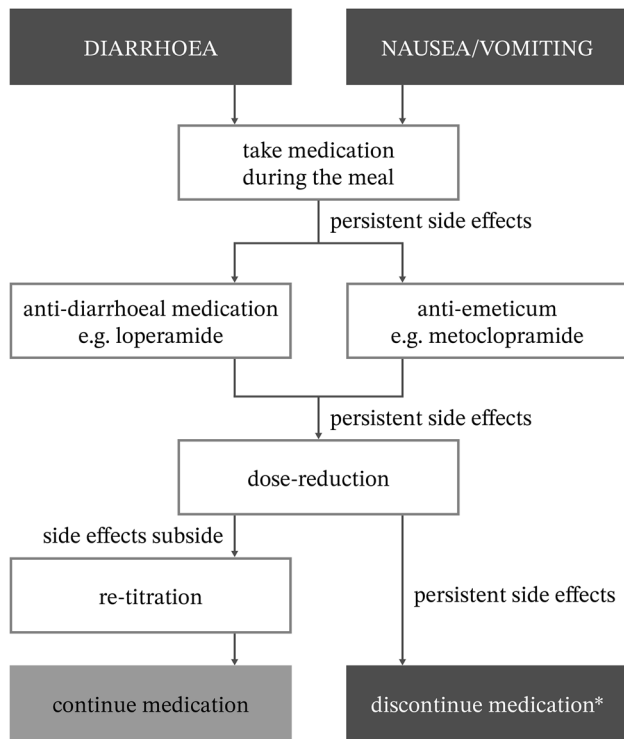 DIARRHOEA
NAUSEA/VOMITING
take medication
during the meal
persistent side effects
anti-diarrhoeal medication
e.g. loperamide
anti-emeticum
e.g. metoclopramide
persistent side effects
dose-reduction
side effects subside
re-titration
persistent side effects
continue medication
discontinue medication*